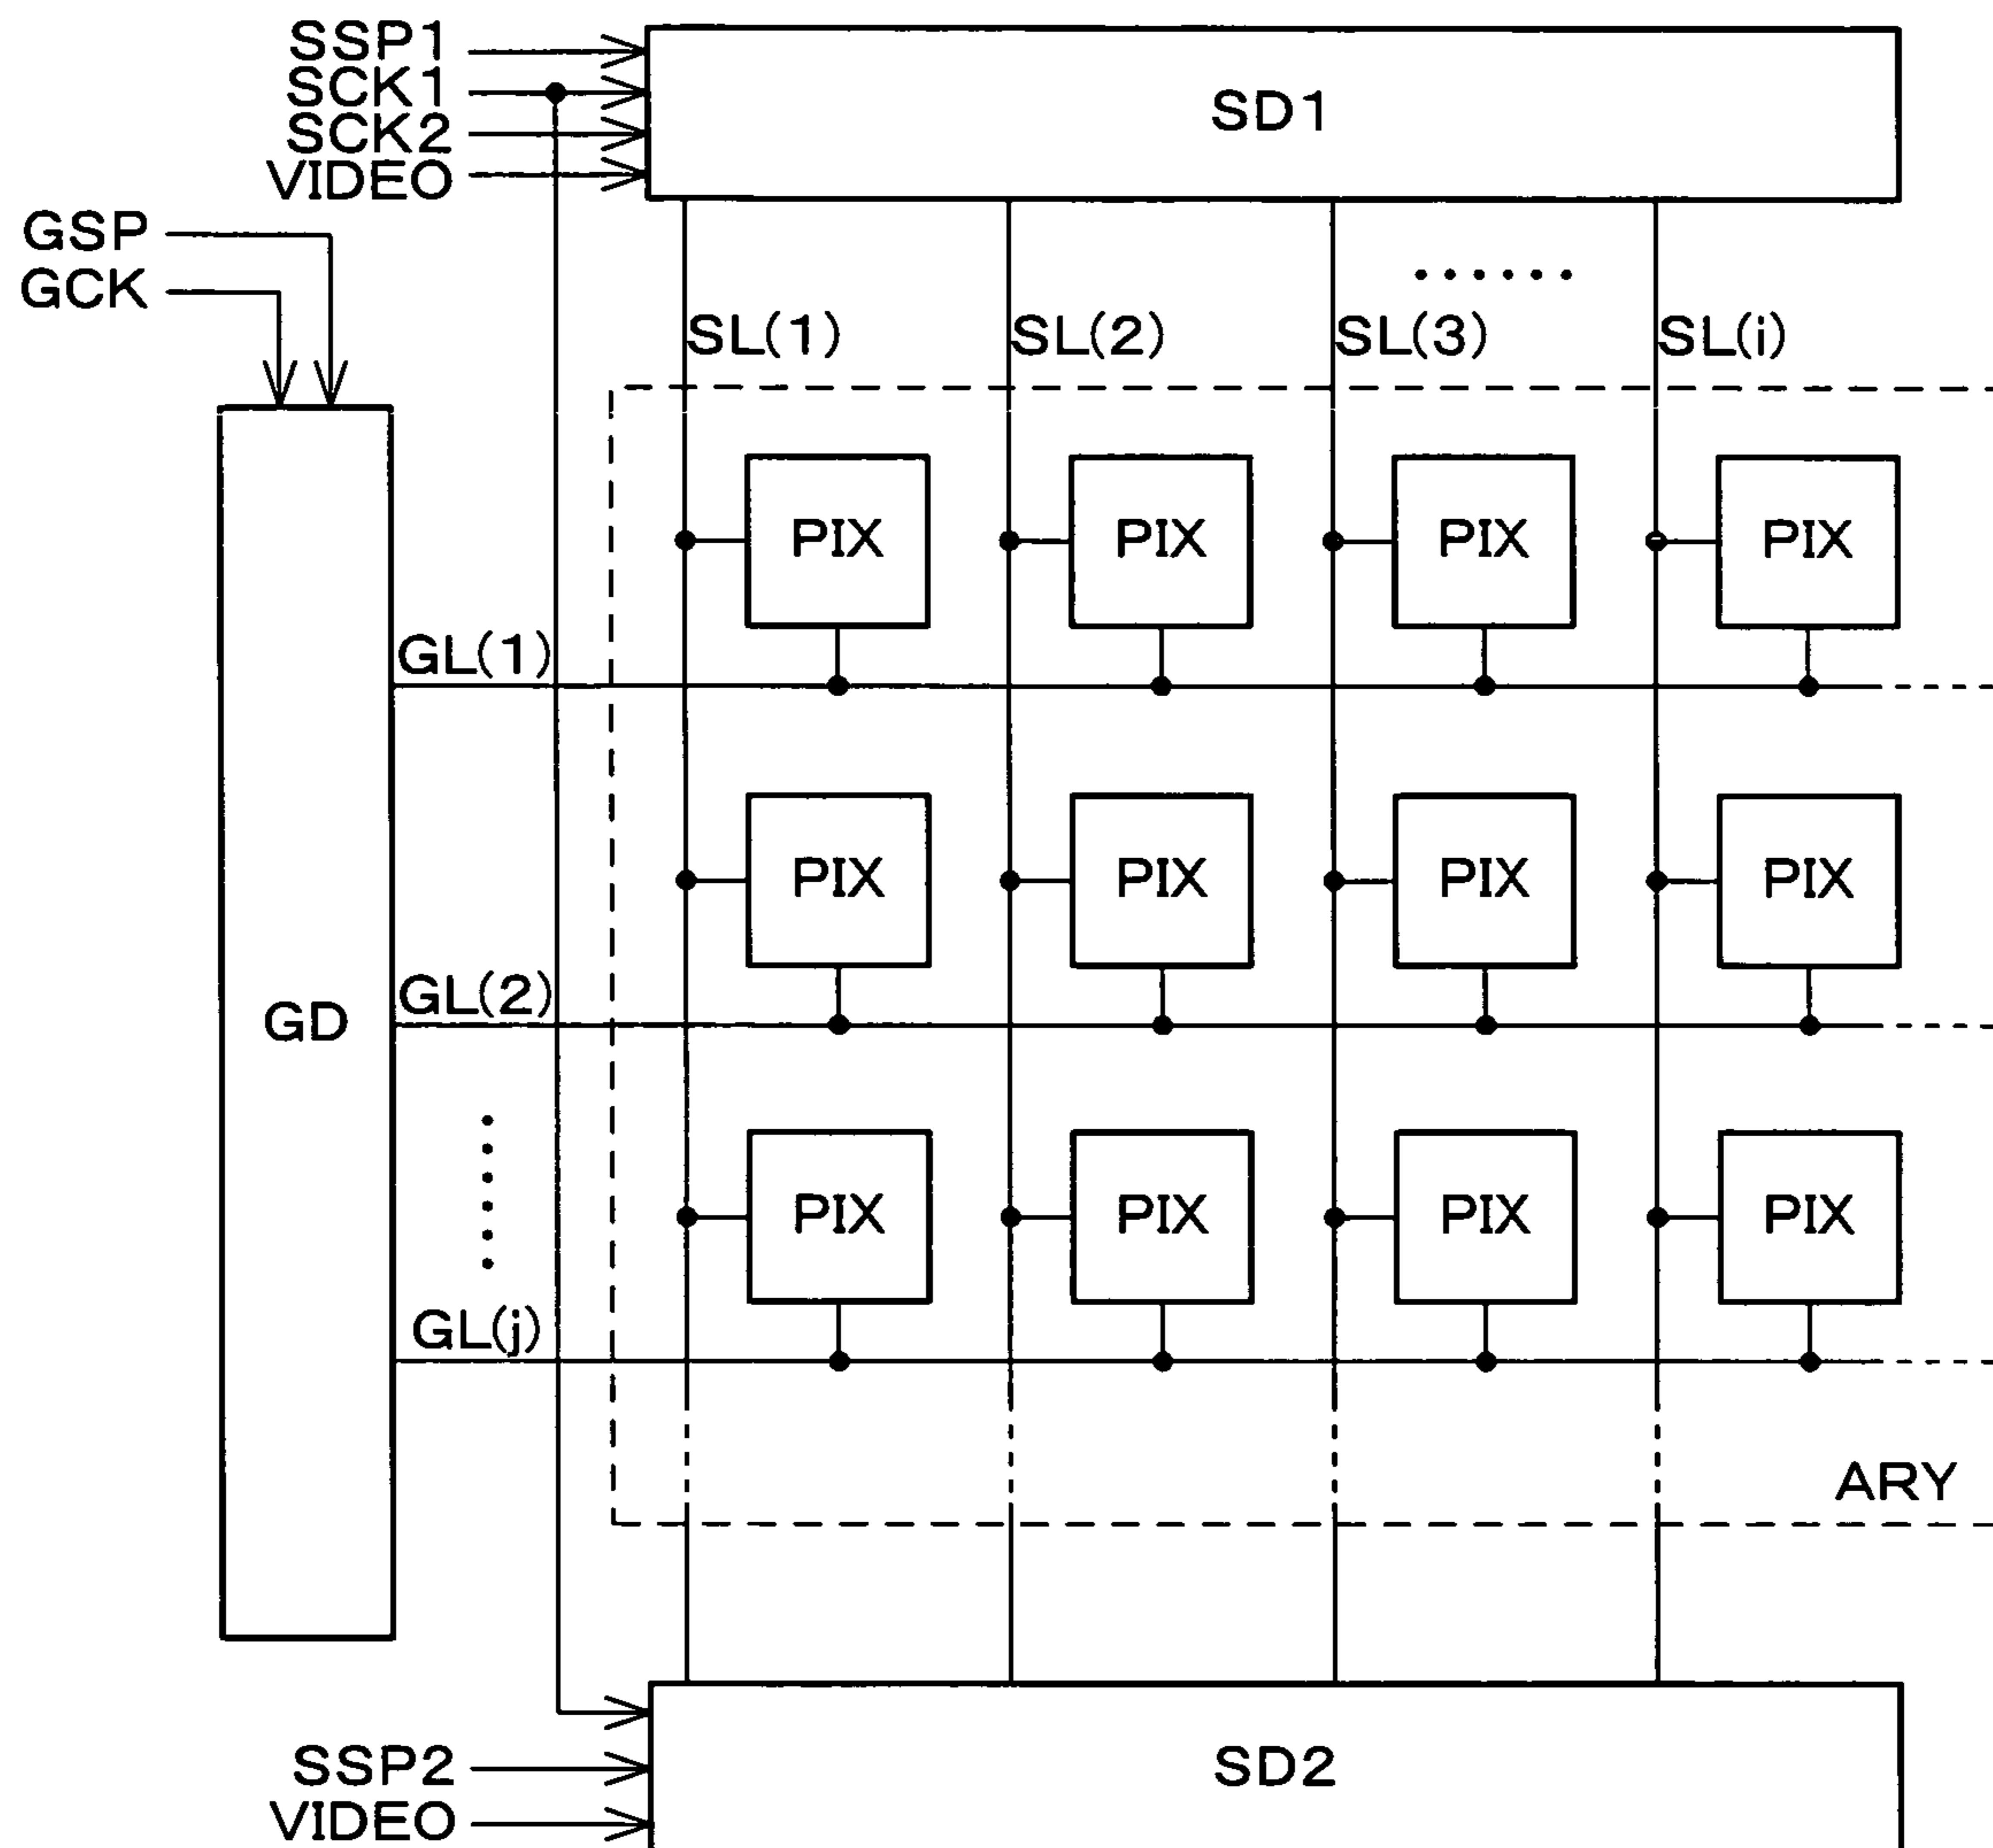 SSP1
SCK1
SCK2
VIDEO
SD1
GSP
GCK
SL(1) SL(2) SL(3) SL(i)
PIX PIX PIX PIX
GL(1)
PIX PIX PIX PIX
GL(2)
GD
PIX PIX PIX PIX
GL(j)
ARY
SSP2
VIDEO
SD2